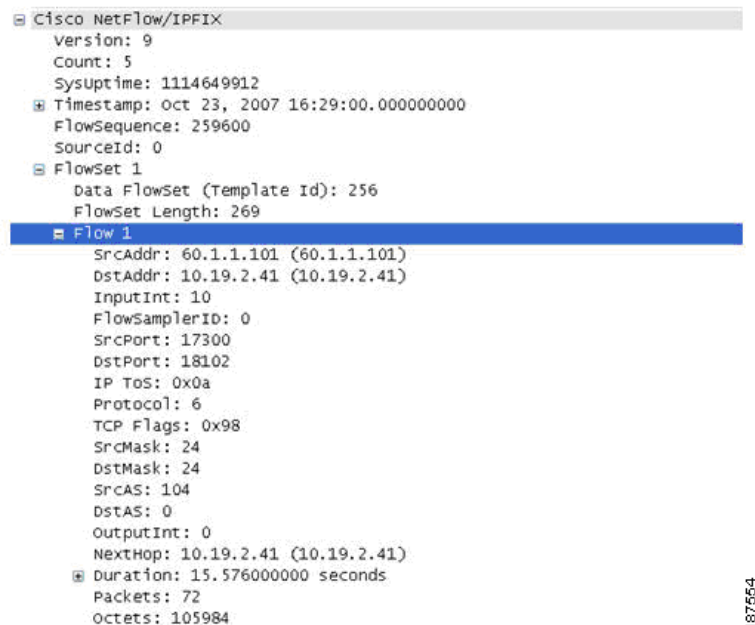 Cisco NetFlow/IPFIX
Version: 9
Count: 5
SysUptime: 1114649912
Timestamp: Oct 23, 2007 16:29:00.000000000
FlowSequence: 259600
SourceId: 0
FlowSet 1
Data FlowSet (Template Id): 256
FlowSet Length: 269
Flow 1
SrcAddr: 60.1.1.101 (60.1.1.101)
DstAddr: 10.19.2.41 (10.19.2.41)
InputInt: 10
FlowSamplerID: 0
SrcPort: 17300
DstPort: 18102
IP ToS: 0x0a
Protocol: 6
TCP Flags: 0x98
SrcMask: 24
DstMask: 24
SrcAS: 104
DstAS: 0
OutputInt: 0
NextHop: 10.19.2.41 (10.19.2.41)
Duration: 15.576000000 seconds
Packets: 72
Octets: 105984
87554